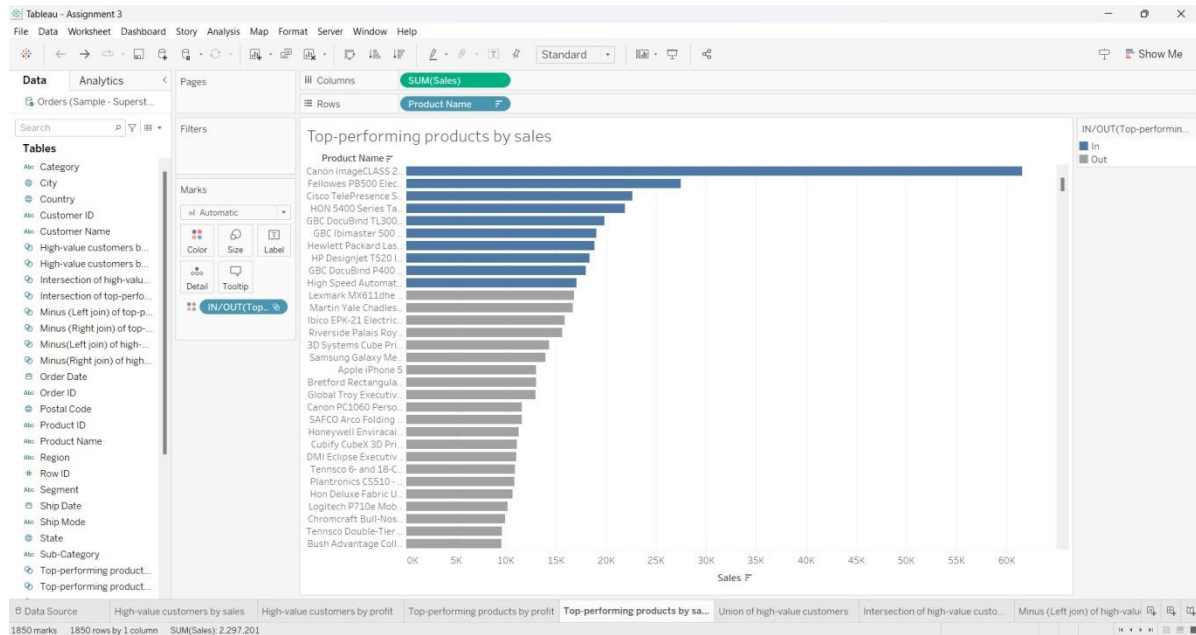 Tableau - Assignment 3
File Data Worksheet Dashboard Story Analysis Map Format Server Window Help
Standard
Show Me
Data Analytics
Orders (Sample - Superst...
Search
Tables
Abc Category
City
Country
Abc Customer ID
Abc Customer Name
High-value customers b...
High-value customers b...
Intersection of high-valu...
Intersection of top-perfo...
Minus (Left join) of top-p...
Minus (Right join) of top-...
Minus(Left join) of high-...
Minus(Right join) of high...
Order Date
Abc Order ID
Postal Code
Abc Product ID
Abc Product Name
Abc Region
# Row ID
Abc Segment
Ship Date
Abc Ship Mode
State
Abc Sub-Category
Top-performing product...
Top-performing product...
Pages
Filters
Marks
Automatic
Color Size Label
Detail Tooltip
IN/OUT(Top..
Columns SUM(Sales)
Rows Product Name
Top-performing products by sales
Product Name
Canon imageCLASS 2..
Fellowes PB500 Elec..
Cisco TelePresence S..
HON 5400 Series Ta..
GBC DocuBind TL300..
GBC Ibimaster 500 ..
Hewlett Packard Las..
HP Designjet T520 I..
GBC DocuBind P400 ..
High Speed Automat..
Lexmark MX611dhe ..
Martin Yale Chadles..
Ibico EPK-21 Electric..
Riverside Palais Roy..
3D Systems Cube Pri..
Samsung Galaxy Me..
Apple iPhone 5
Bretford Rectangula..
Global Troy Executiv..
Canon PC1060 Perso..
SAFCO Arco Folding ..
Honeywell Enviracai..
Cubify CubeX 3D Pri..
DMI Eclipse Executiv..
Tennsco 6- and 18-C..
Plantronics CS510 -..
Hon Deluxe Fabric U..
Logitech P710e Mob..
Chromcraft Bull-Nos..
Tennsco Double-Tier ..
Bush Advantage Coll..
0K 5K 10K 15K 20K 25K 30K 35K 40K 45K 50K 55K 60K
Sales
IN/OUT(Top-performin...
In
Out
Data Source High-value customers by sales High-value customers by profit Top-performing products by profit Top-performing products by sa... Union of high-value customers Intersection of high-value custo... Minus (Left join) of high-valu
1850 marks 1850 rows by 1 column SUM(Sales): 2,297,201